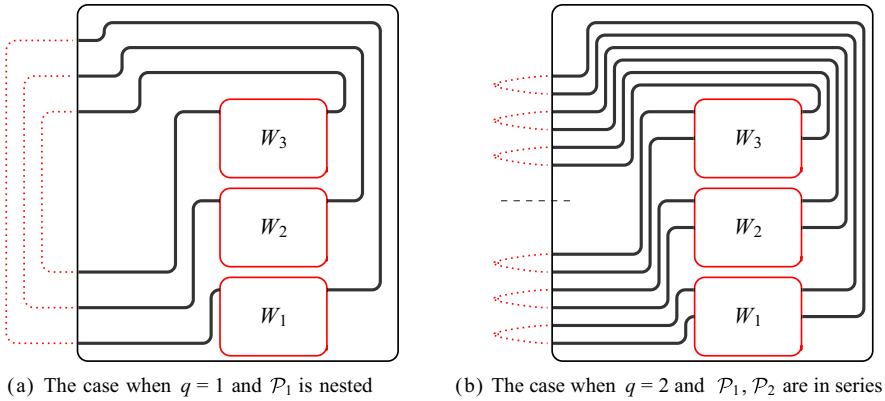 W₃ W₃
W₂ W₂
W₁ W₁
(a) The case when q = 1 and 𝒫₁ is nested
(b) The case when q = 2 and 𝒫₁, 𝒫₂ are in series